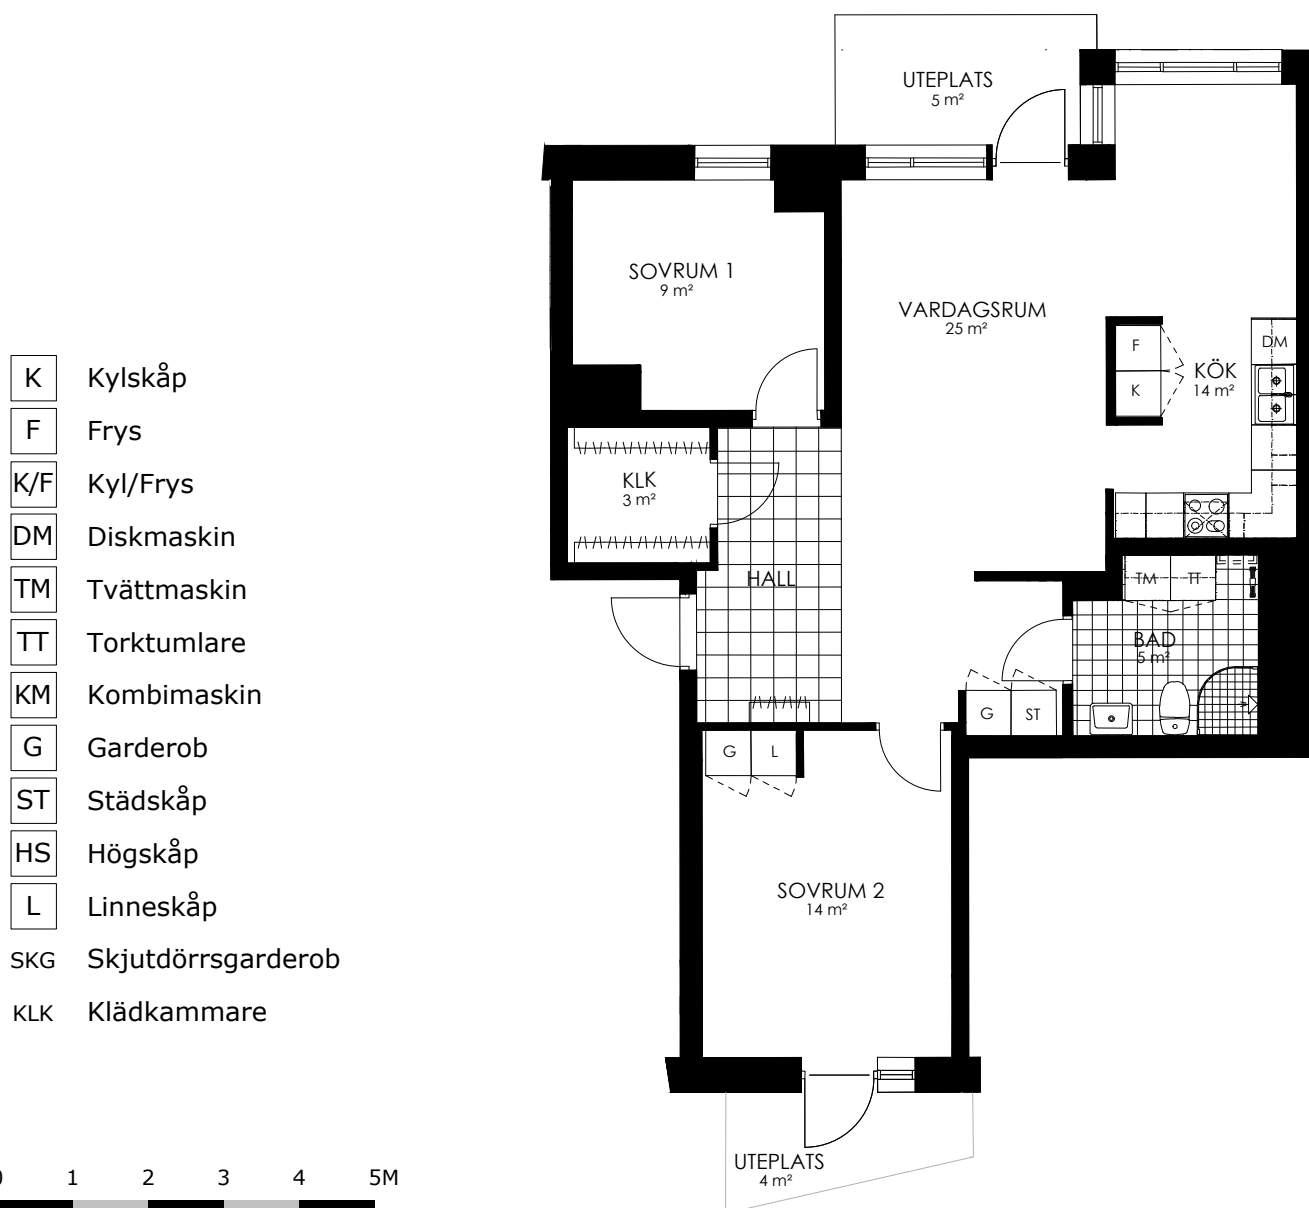 UTEPLATS
5 m²
SOVRUM 1
9 m²
VARDAGSRUM
25 m²
F
K
KÖK
14 m²
DM
KLK
3 m²
HALL
TM
TT
BAD
5 m²
G
ST
G
L
SOVRUM 2
14 m²
UTEPLATS
4 m²
K Kylskåp
F Frys
K/F Kyl/Frys
DM Diskmaskin
TM Tvättmaskin
TT Torktumlare
KM Kombimaskin
G Garderob
ST Städskåp
HS Högskåp
L Linneskåp
SKG Skjutdörrsgarderob
KLK Klädkammare
0 1 2 3 4 5M